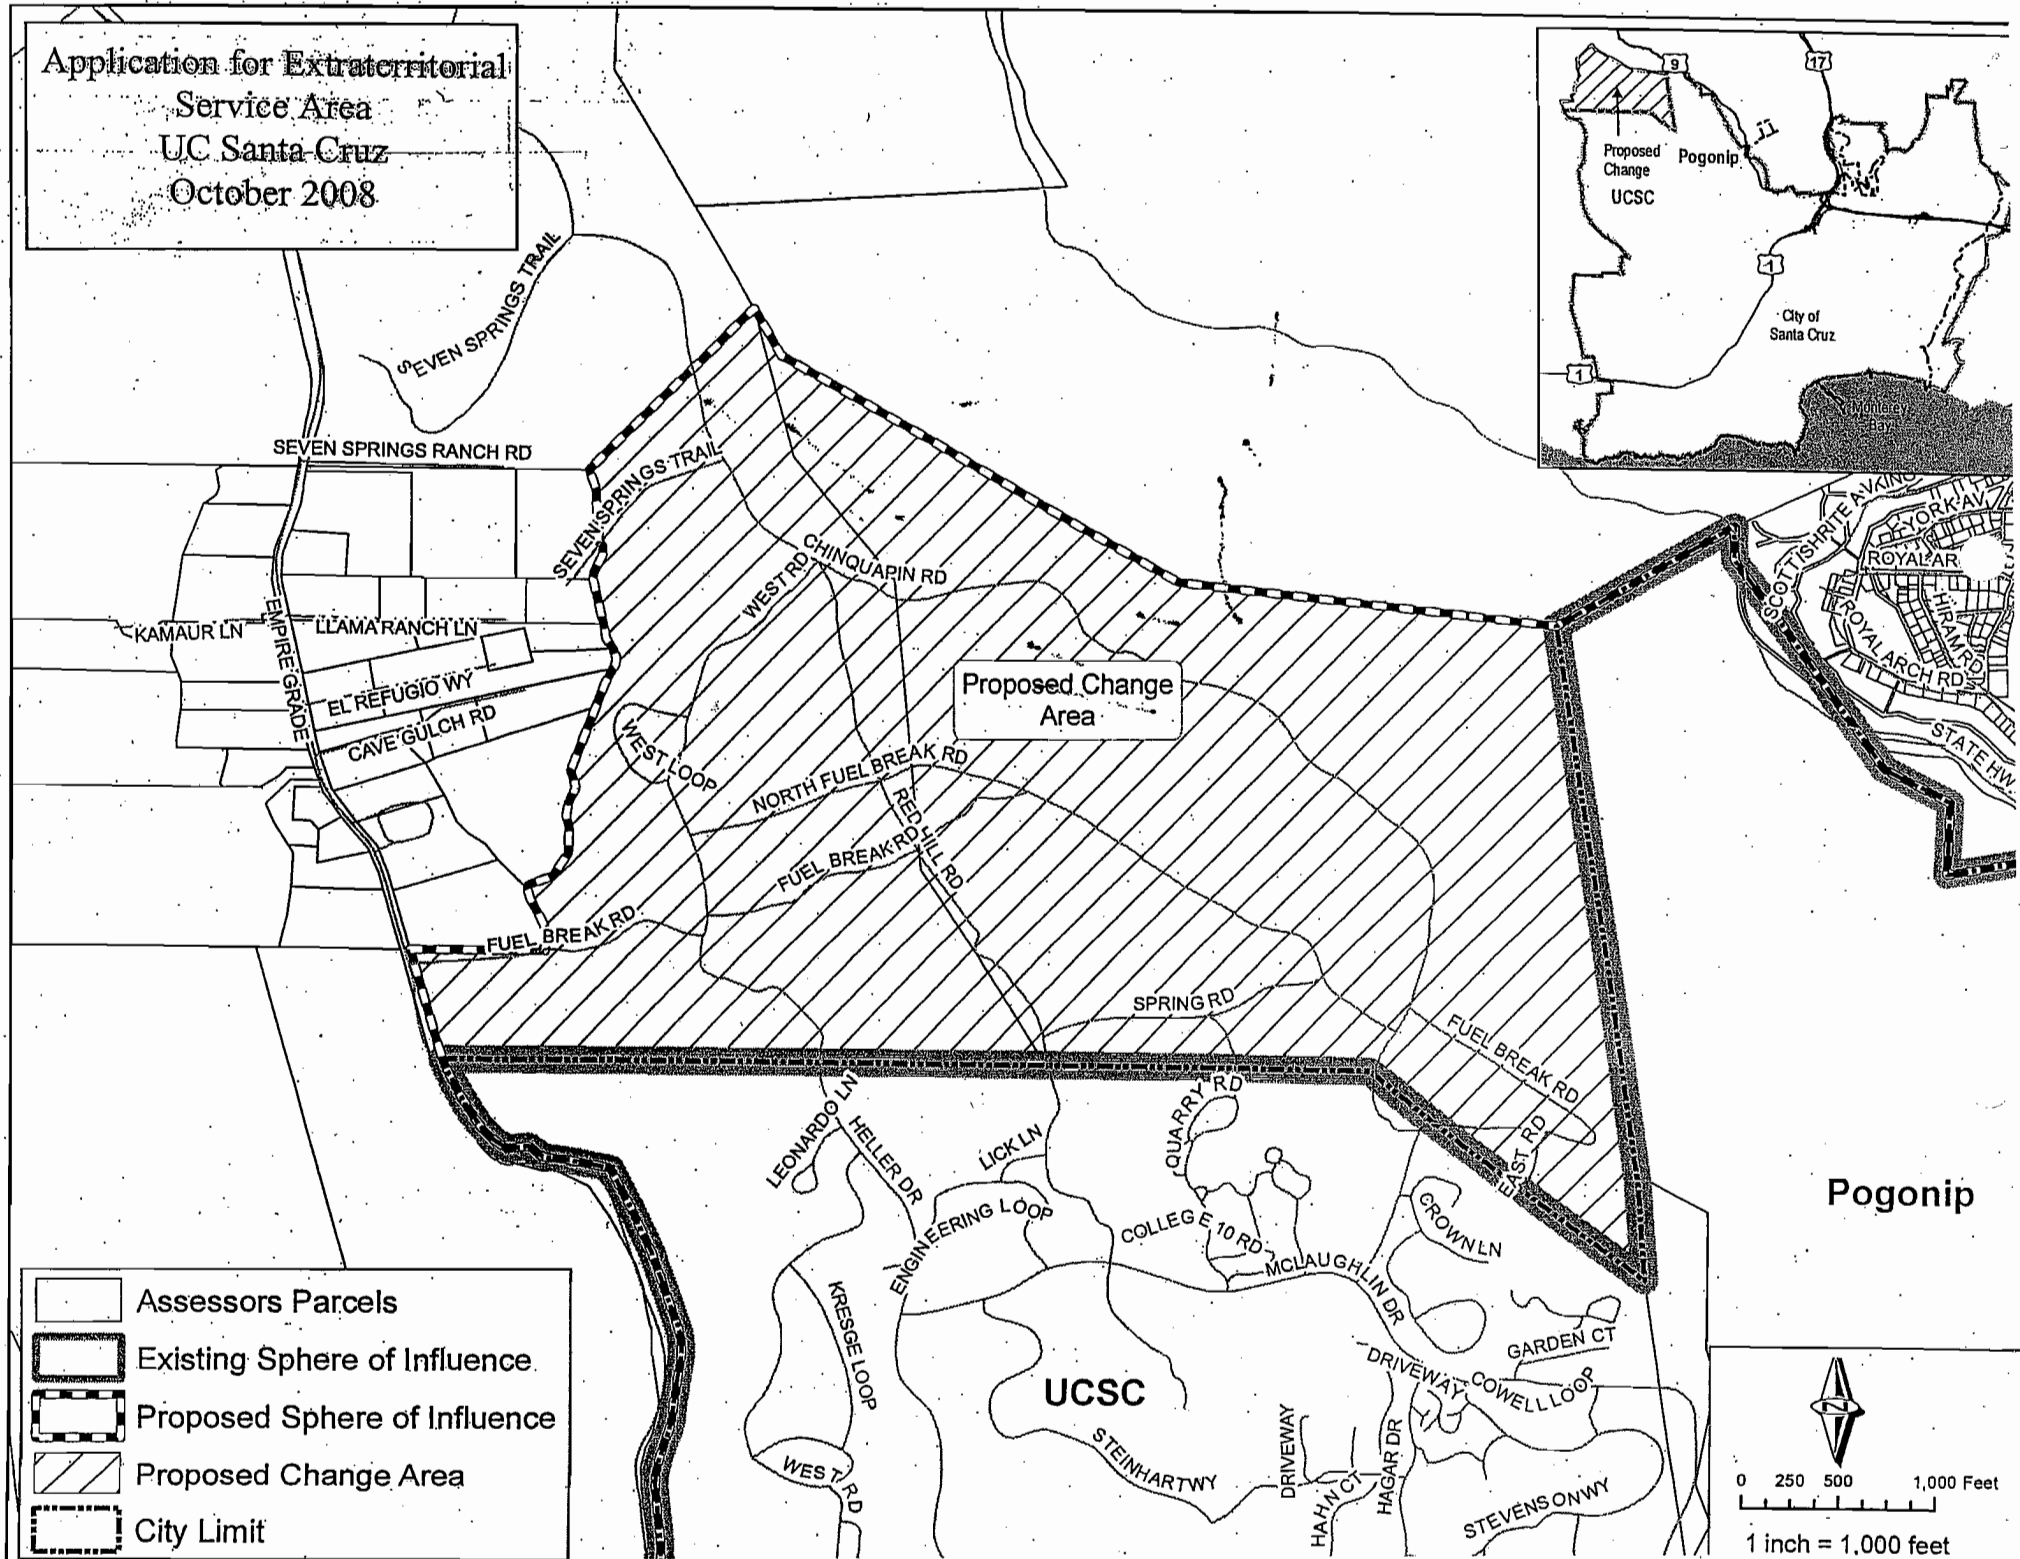 Application for Extraterritorial
Service Area
UC Santa Cruz
October 2008
9
17
Proposed
Change
Pogonip
UCSC
1
City of
Santa Cruz
1
Monterey
Bay
SEVEN SPRINGS TRAIL
SEVEN SPRINGS RANCH RD
SEVEN SPRINGS TRAIL
CHINQUAPIN RD
WEST RD
KAMAUR LN
LLAMA RANCH LN
EMPIRE GRADE
EL REFUGIO WY
CAVE GULCH RD
WEST LOOP
Proposed Change
Area
NORTH FUEL BREAK RD
RED HILL RD
FUEL BREAK RD
FUEL BREAK RD
SPRING RD
FUEL BREAK RD
EAST RD
SCOTTISH RITE AV
KING
YORK AV
ROYAL AR
HIRAM RD
ROYAL ARCH RD
STATE HW
Pogonip
LEONARDO LN
HELLER DR
LICK LN
QUARRY RD
ENGINEERING LOOP
COLLEGE 10 RD
CROWN LN
MCLAUGHLIN DR
KRESGE LOOP
GARDEN CT
DRIVEWAY
COWELL LOOP
UCSC
STEINHART WY
DRIVEWAY
HAHN CT
HAGAR DR
STEVENSON WY
WEST RD
Assessors Parcels
Existing Sphere of Influence
Proposed Sphere of Influence
Proposed Change Area
City Limit
N
0 250 500 1,000 Feet
1 inch = 1,000 feet